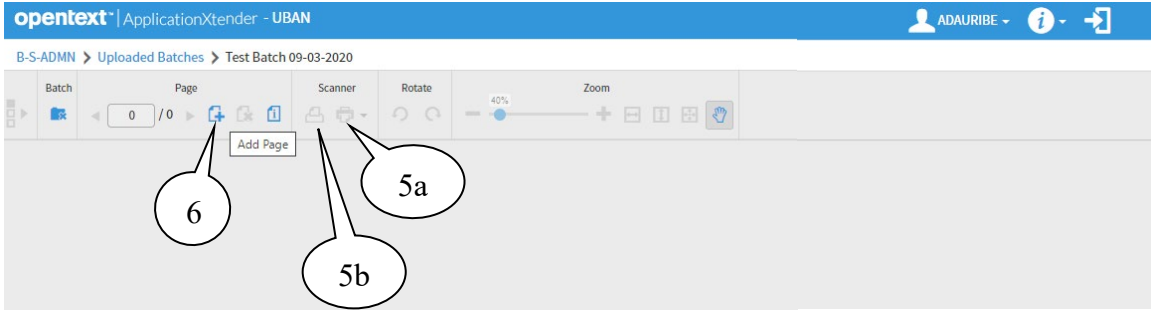 opentext™ | ApplicationXtender - UBAN ADAURIBE
B-S-ADMN > Uploaded Batches > Test Batch 09-03-2020
Batch Page Scanner Rotate Zoom
0 / 0 40%
Add Page
6
5a
5b